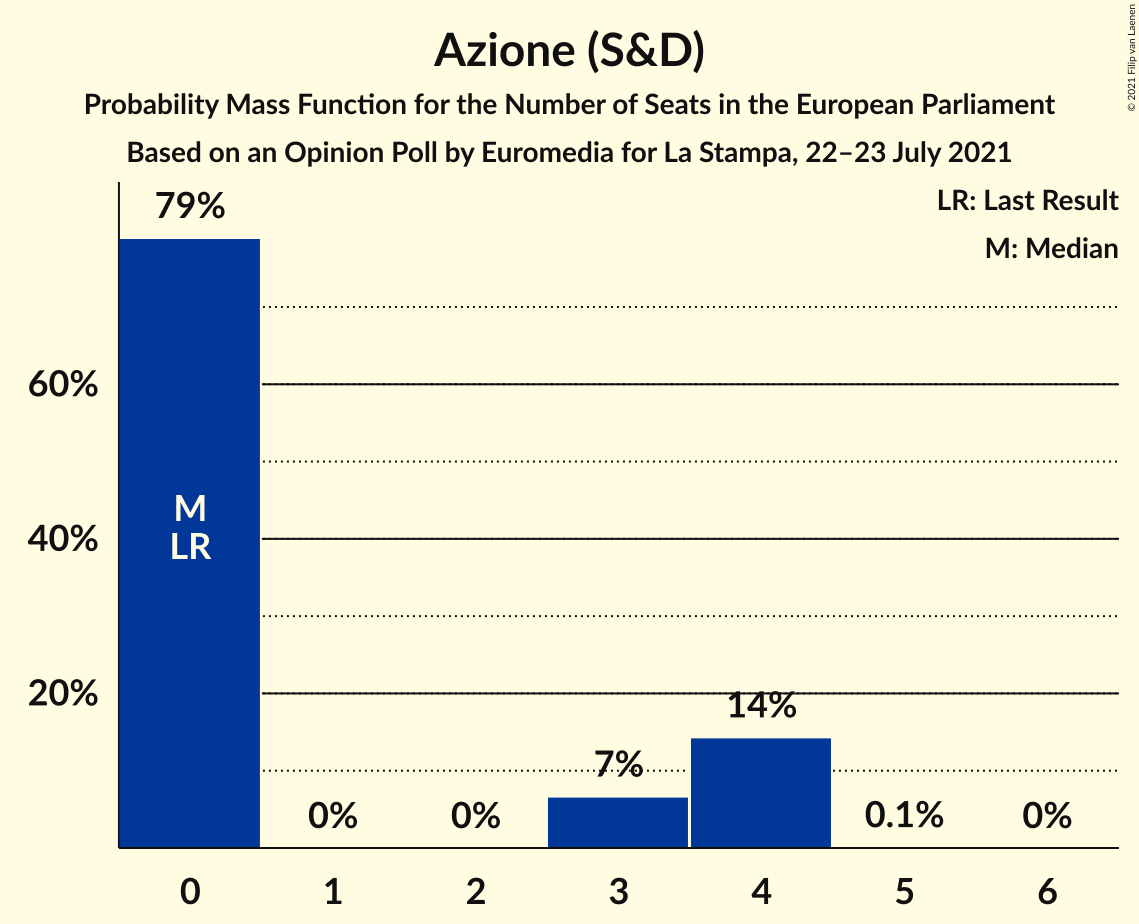 Azione (S&D)
Probability Mass Function for the Number of Seats in the European Parliament
Based on an Opinion Poll by Euromedia for La Stampa, 22–23 July 2021
© 2021 Filip van Laenen
LR: Last Result
M: Median
79%
60%
40%
20%
M
LR
0%
0%
7%
14%
0.1%
0%
0
1
2
3
4
5
6